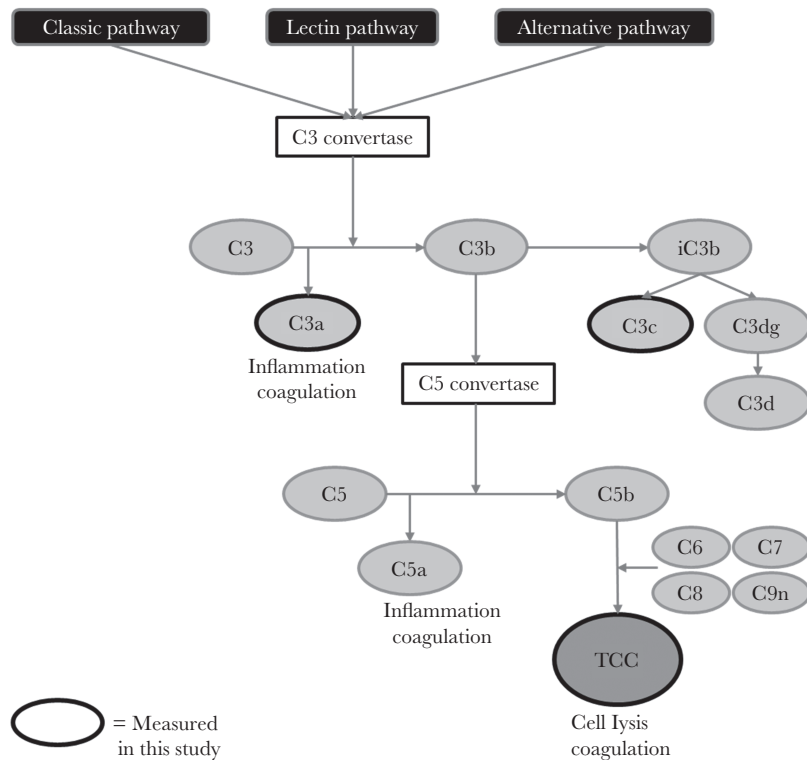 Classic pathway
Lectin pathway
Alternative pathway
C3 convertase
C3
C3b
iC3b
C3a
C3c
C3dg
Inflammation
coagulation
C5 convertase
C3d
C5
C5b
C6
C7
C5a
C8
C9n
Inflammation
coagulation
TCC
= Measured
in this study
Cell Iysis
coagulation